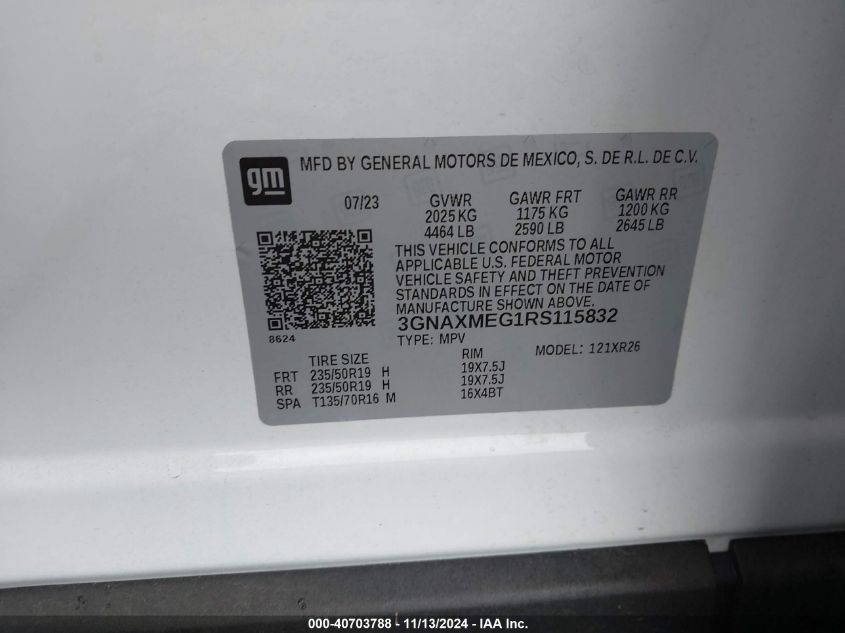 gm
MFD BY GENERAL MOTORS DE MEXICO, S. DE R.L. DE C.V.
07/23 GVWR GAWR FRT GAWR RR
2025 KG 1175 KG 1200 KG
4464 LB 2590 LB 2645 LB
THIS VEHICLE CONFORMS TO ALL
APPLICABLE U.S. FEDERAL MOTOR
VEHICLE SAFETY AND THEFT PREVENTION
STANDARDS IN EFFECT ON THE DATE OF
MANUFACTURE SHOWN ABOVE.
8624
3GNAXMEG1RS115832
TYPE: MPV MODEL: 121XR26
TIRE SIZE RIM
FRT 235/50R19 H 19X7.5J
RR 235/50R19 H 19X7.5J
SPA T135/70R16 M 16X4BT
000-40703788 - 11/13/2024 - IAA Inc.